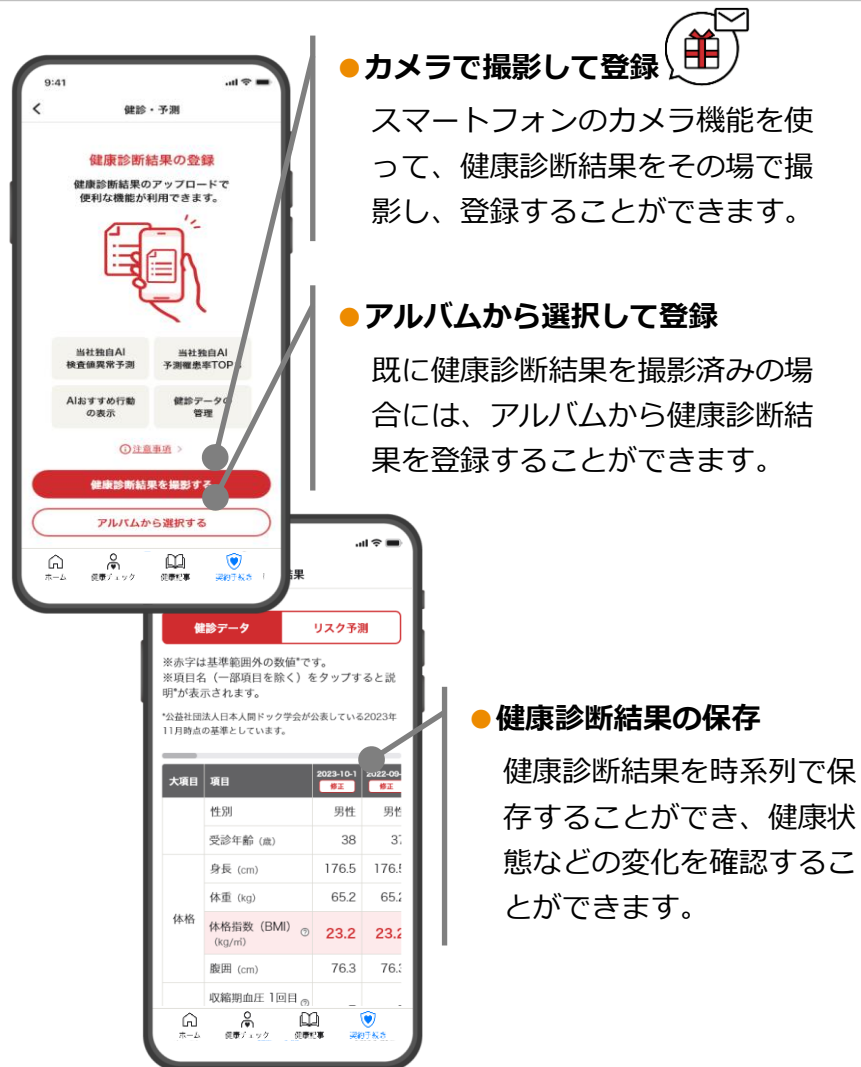 9:41
健診・予測
健康診断結果の登録
健康診断結果のアップロードで
便利な機能が利用できます。
当社独自AI
検査値異常予測
当社独自AI
予測罹患率TOP
AIおすすめ行動
の表示
健診データの
管理
注意事項 >
健康診断結果を撮影する
アルバムから選択する
ホーム
健康チェック
健康記事
契約手続き
●カメラで撮影して登録
スマートフォンのカメラ機能を使
って、健康診断結果をその場で撮
影し、登録することができます。
●アルバムから選択して登録
既に健康診断結果を撮影済みの場
合には、アルバムから健康診断結
果を登録することができます。
結果
健診データ
リスク予測
※赤字は基準範囲外の数値*です。
※項目名（一部項目を除く）をタップすると説
明*が表示されます。
*公益社団法人日本人間ドック学会が公表している2023年
11月時点の基準としています。
大項目 項目 2023-10-1 2022-09-
修正 修正
性別 男性 男性
受診年齢（歳） 38 37
体格
身長（cm） 176.5 176.5
体重（kg） 65.2 65.2
体格指数（BMI）
（kg/㎡） 23.2 23.2
腹囲（cm） 76.3 76.3
収縮期血圧 1回目
ホーム
健康チェック
健康記事
契約手続き
●健康診断結果の保存
健康診断結果を時系列で保
存することができ、健康状
態などの変化を確認するこ
とができます。